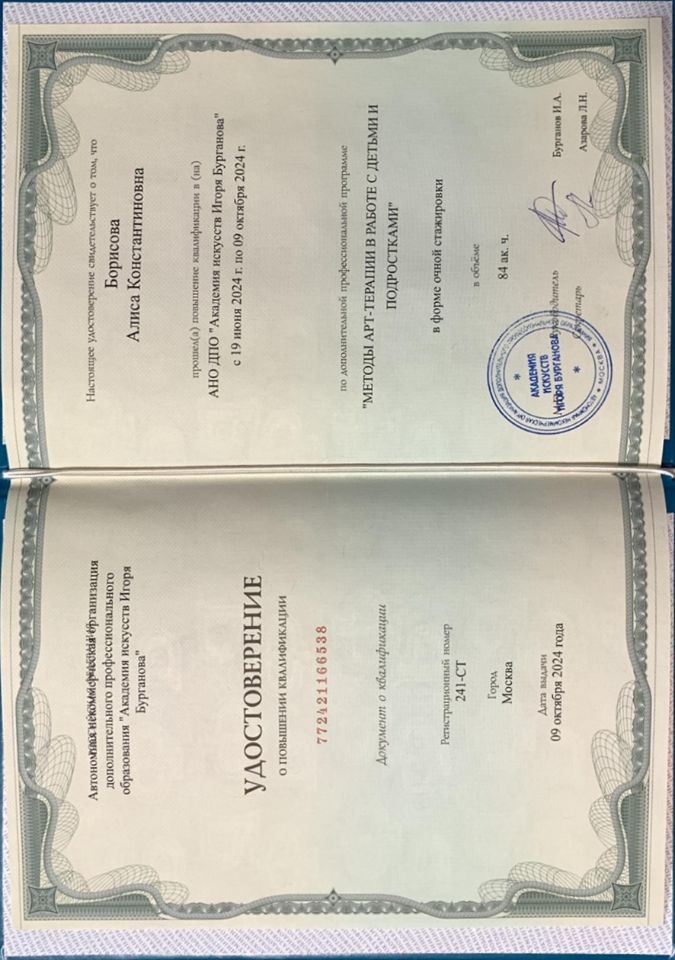 Автономная некоммерческая организация
дополнительного профессионального
образования "Академия искусств Игоря
Бурганова"
УДОСТОВЕРЕНИЕ
О ПОВЫШЕНИИ КВАЛИФИКАЦИИ
772421166538
Документ о квалификации
Регистрационный номер
241-СТ
Город
Москва
Дата выдачи
09 октября 2024 года
Настоящее удостоверение свидетельствует о том, что
Борисова
Алиса Константиновна
прошел(а) повышение квалификации в (на)
АНО ДПО "Академия искусств Игоря Бурганова"
с 19 июня 2024 г. по 09 октября 2024 г.
по дополнительной профессиональной программе
"МЕТОДЫ АРТ-ТЕРАПИИ В РАБОТЕ С ДЕТЬМИ И
ПОДРОСТКАМИ"
в форме очной стажировки
в объёме
84 ак. ч.
Руководитель
Бурганов И.А.
Секретарь
Азарова Л.Н.
АКАДЕМИЯ
ИСКУССТВ
ИГОРЯ БУРГАНОВА
МОСКВА